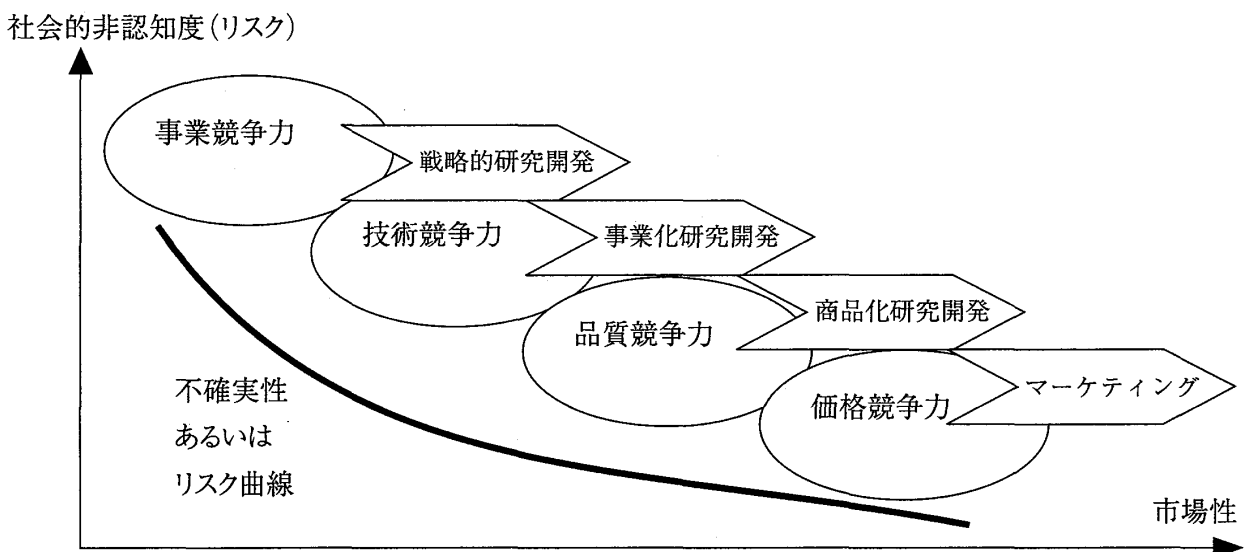 社会的非認知度(リスク)
事業競争力
戦略的研究開発
技術競争力
事業化研究開発
商品化研究開発
品質競争力
マーケティング
価格競争力
不確実性
あるいは
リスク曲線
市場性